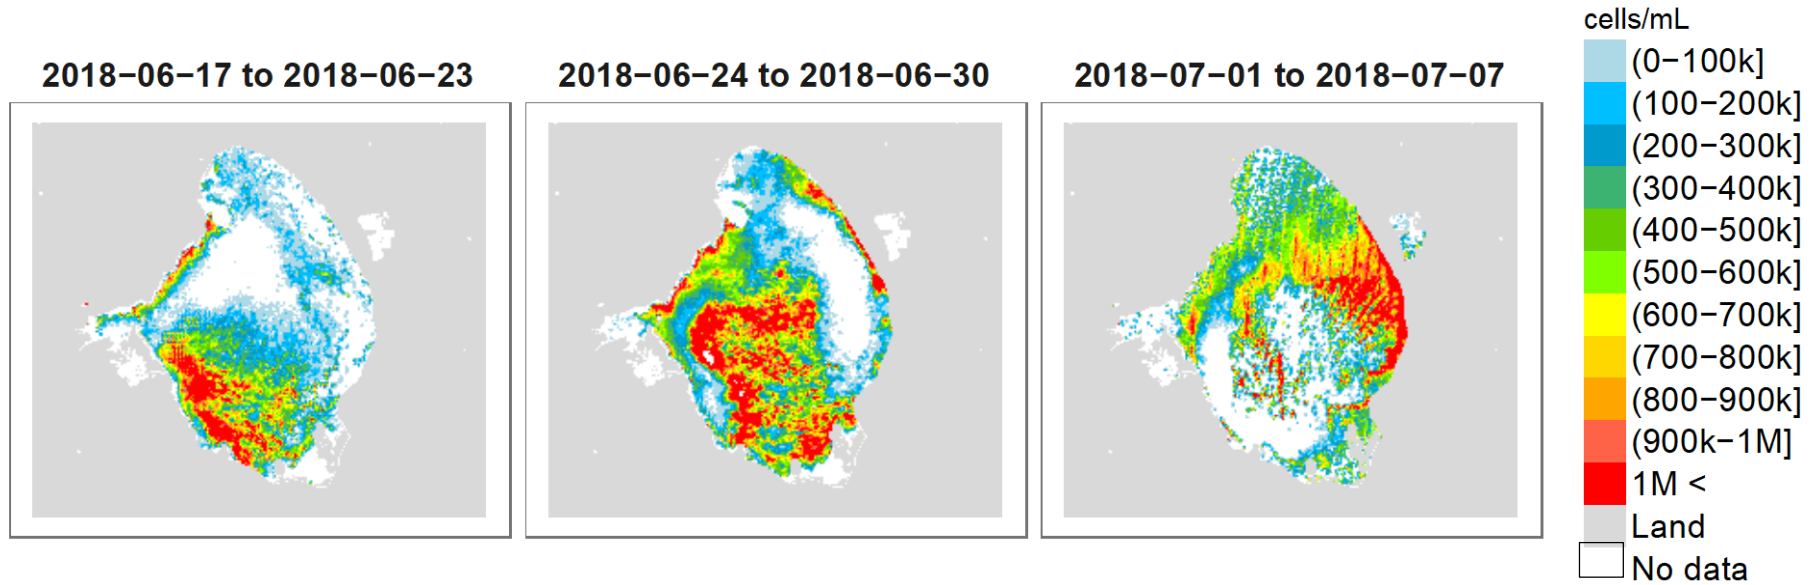 cells/mL
2018−06−17 to 2018−06−23
2018−06−24 to 2018−06−30
2018−07−01 to 2018−07−07
(0−100k]
(100−200k]
(200−300k]
(300−400k]
(400−500k]
(500−600k]
(600−700k]
(700−800k]
(800−900k]
(900k−1M]
1M <
Land
No data